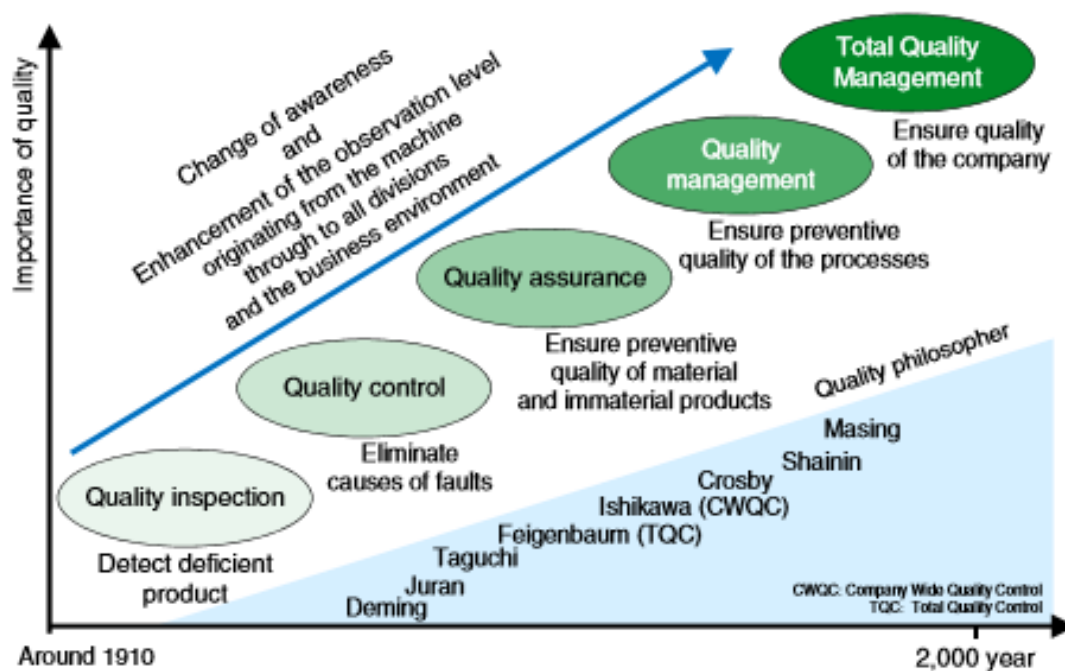 Importance of quality
Change of awareness
and
Enhancement of the observation level
originating from the machine
through to all divisions
and the business environment
Total Quality
Management
Ensure quality
of the company
Quality
management
Ensure preventive
quality of the processes
Quality assurance
Ensure preventive
quality of material
and immaterial products
Quality control
Eliminate
causes of faults
Quality inspection
Detect deficient
product
Quality philosopher
Masing
Shainin
Crosby
Ishikawa (CWQC)
Feigenbaum (TQC)
Taguchi
Juran
Deming
CWQC: Company Wide Quality Control
TQC: Total Quality Control
Around 1910
2,000 year